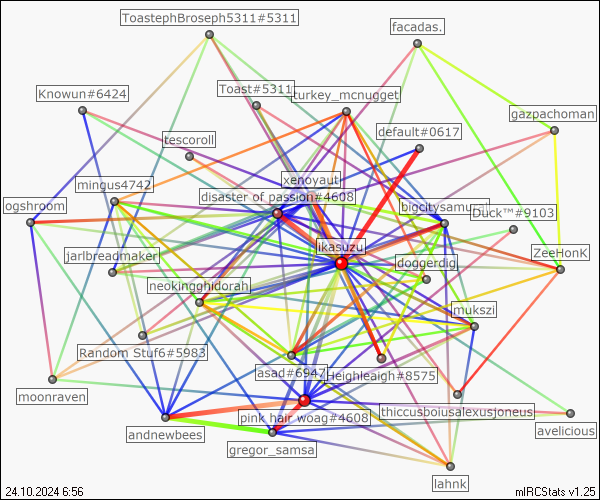 ToastephBroseph5311#5311
facadas.
Knowun#6424
Toast#5311
turkey_mcnugget
gazpachoman
default#0617
tescoroll
xenoyaut
mingus4742
disaster of passion#4608
ogshroom
bigcitysamurai
Duck™#9103
ikasuzu
jarlbreadmaker
doggerdig
ZeeHonK
neokingghidorah
mukszi
Random Stuf6#5983
asad#6947
Heighleigh#8575
moonraven
pink hair woag#4608
thiccusbousalexusjoneus
andnewbees
avelicious
gregor_samsa
lahnk
24.10.2024 6:56
mIRCStats v1.25